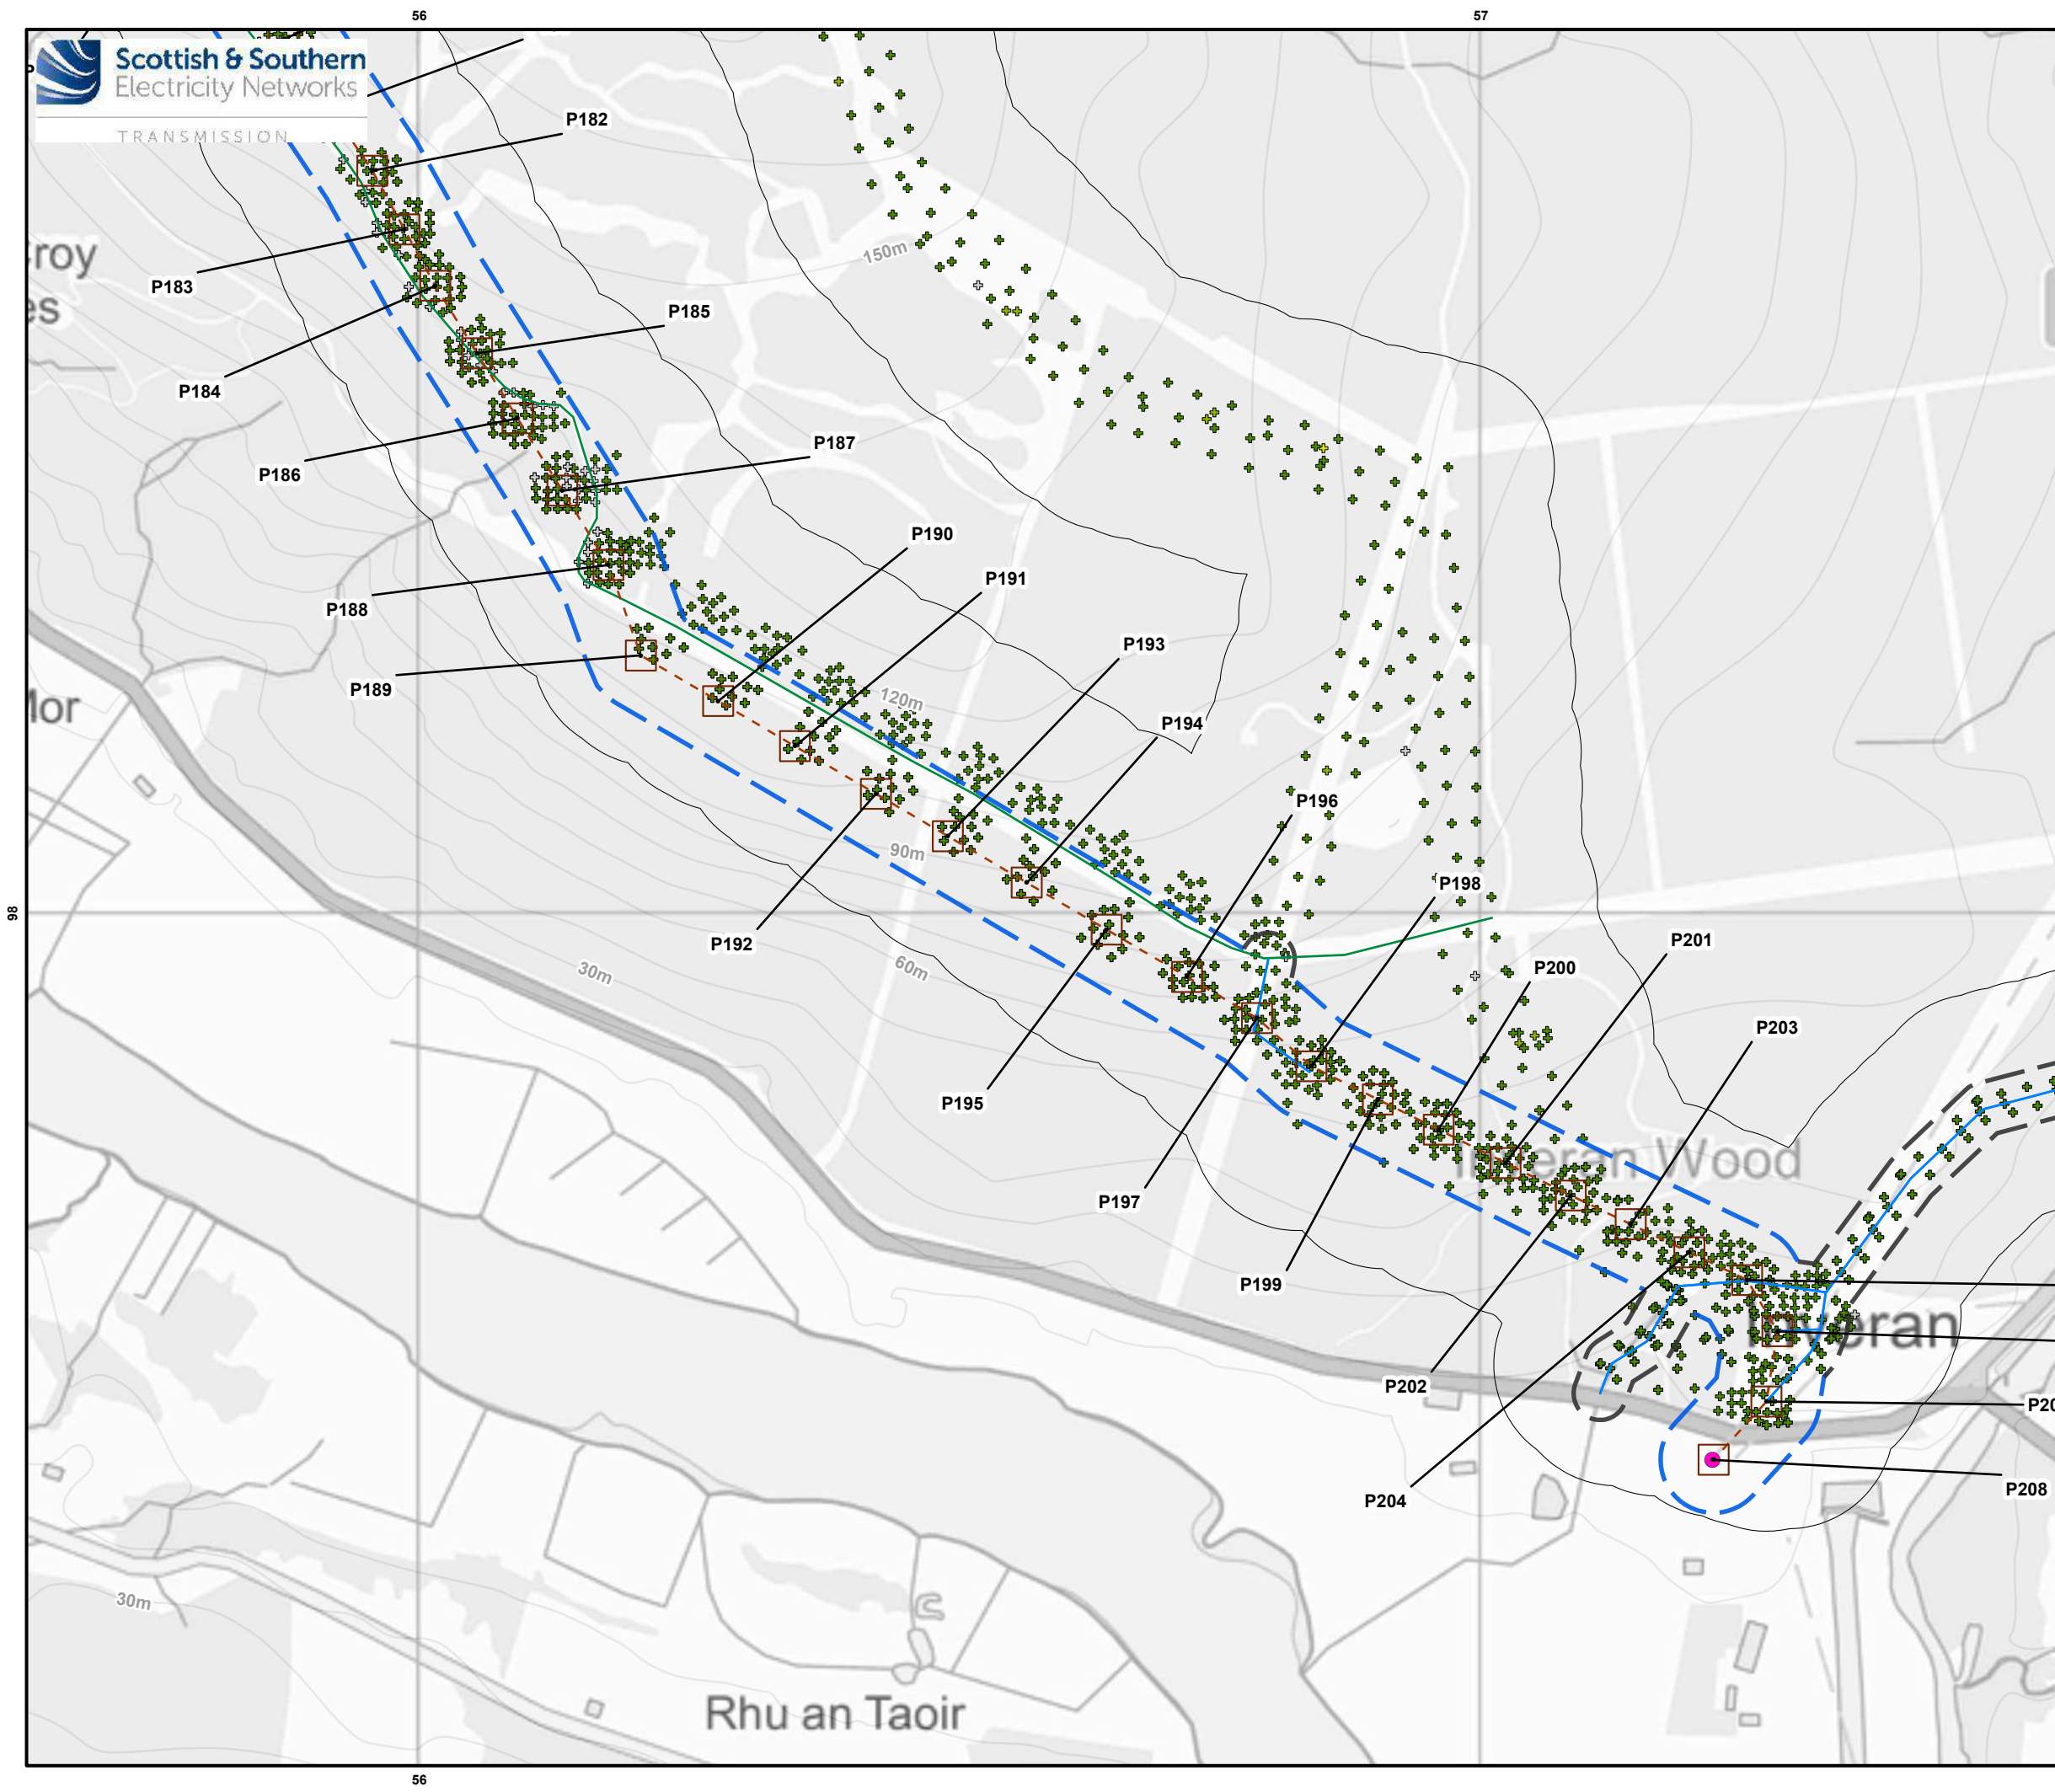 56
57
Scottish & Southern
Electricity Networks
TRANSMISSION
P182
150m
P183
P185
P184
P187
P186
P190
P191
P188
P193
P189
120m
P194
P196
90m
P198
98
P192
P201
30m
60m
P200
P203
P195
Inveran Wood
P197
P199
Inveran
P202
P208
P204
30m
Rhu an Taoir
56